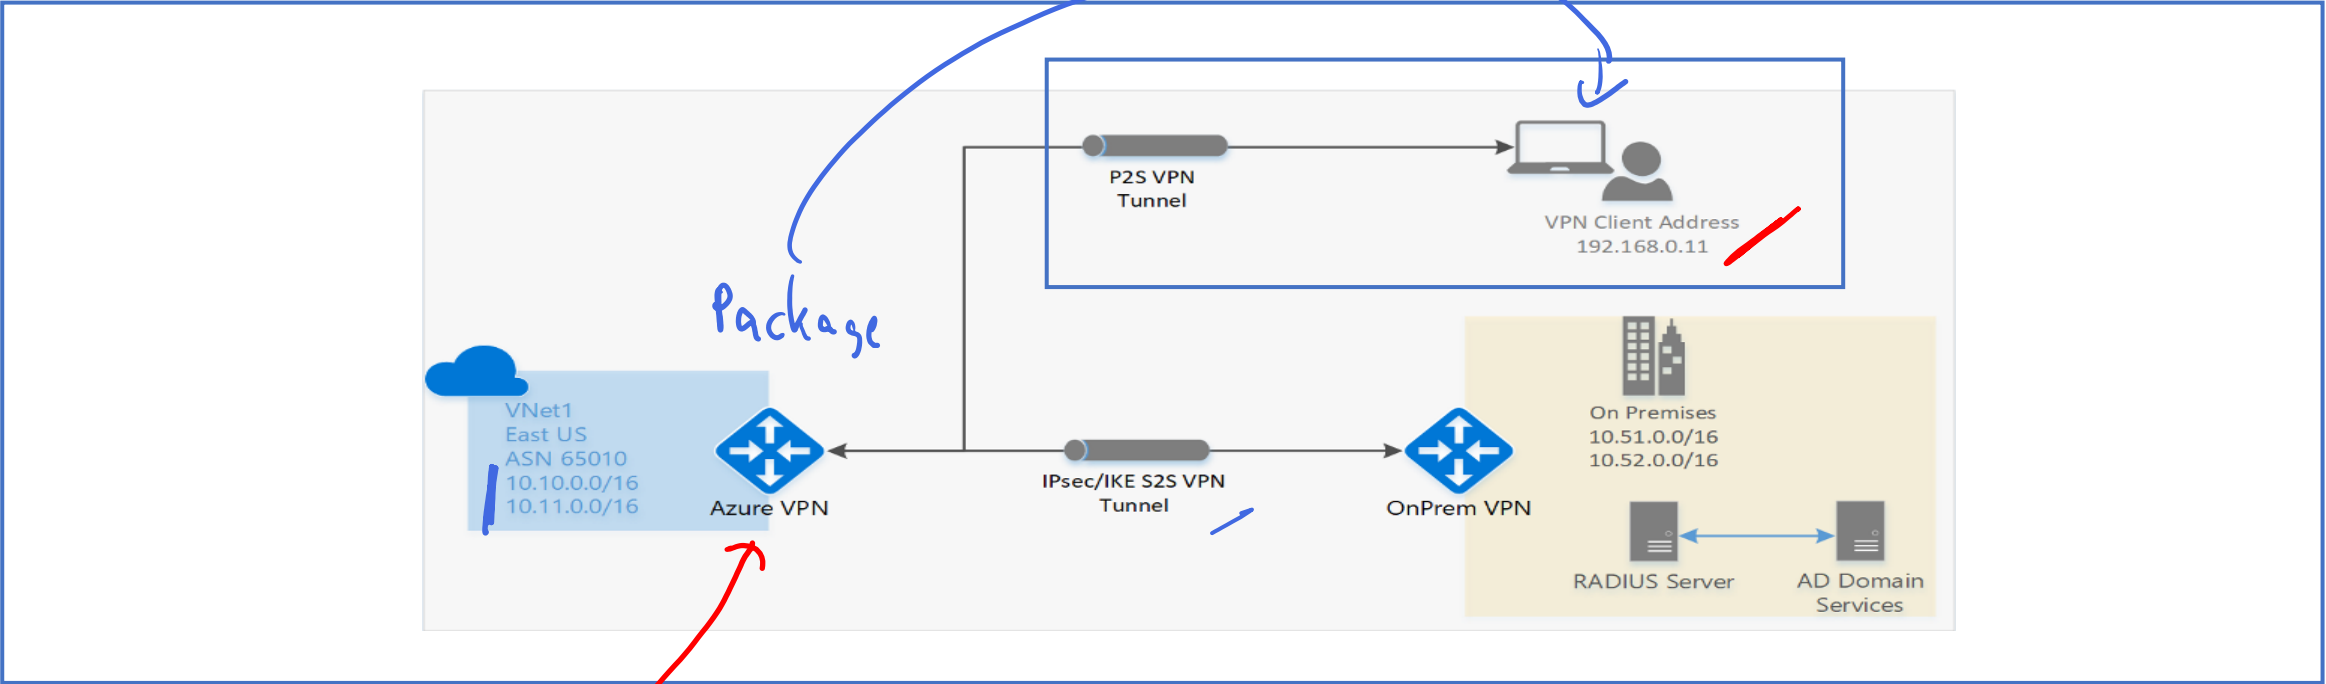 P2S VPN
Tunnel
VPN Client Address
192.168.0.11
Package
VNet1
East US
ASN 65010
10.10.0.0/16
10.11.0.0/16
Azure VPN
IPsec/IKE S2S VPN
Tunnel
OnPrem VPN
On Premises
10.51.0.0/16
10.52.0.0/16
RADIUS Server
AD Domain
Services